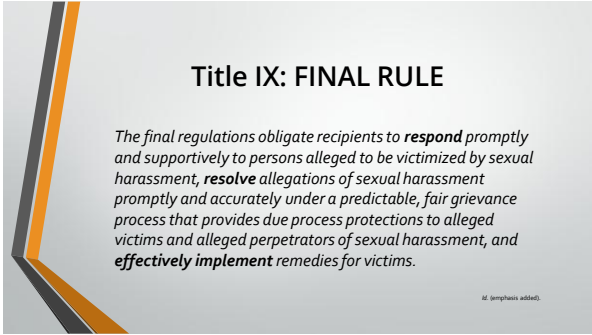 Title IX: FINAL RULE
The final regulations obligate recipients to respond promptly
and supportively to persons alleged to be victimized by sexual
harassment, resolve allegations of sexual harassment
promptly and accurately under a predictable, fair grievance
process that provides due process protections to alleged
victims and alleged perpetrators of sexual harassment, and
effectively implement remedies for victims.
Id. (emphasis added).